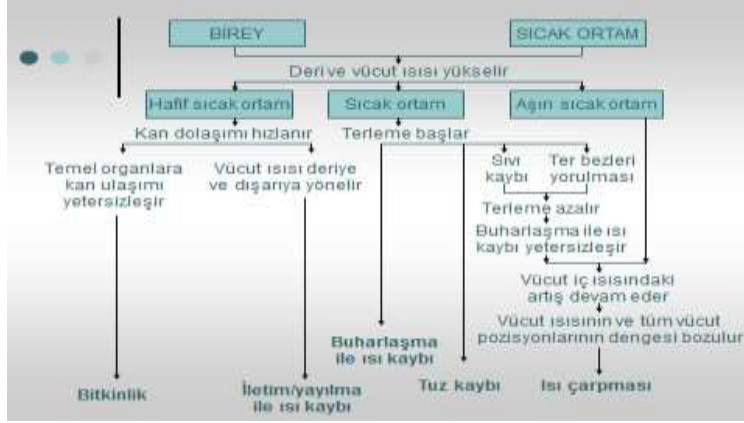 BİREY
SICAK ORTAM
Deri ve vücut ısısı yükselir
Hafif sıcak ortam
Sıcak ortam
Aşırı sıcak ortam
Kan dolaşımı hızlanır
Terleme başlar
Temel organlara
kan ulaşımı
yetersizleşir
Vücut ısısı deriye
ve dışarıya yönelir
Sıvı
kaybı
Ter bezleri
yorulması
Terleme azalır
Buharlaşma ile ısı
kaybı yetersizleşir
Vücut iç ısısındaki
artış devam eder
Vücut ısısının ve tüm vücut
pozisyonlarının dengesi bozulur
Buharlaşma
ile ısı kaybı
Bitkinlik
İletim/yayılma
ile ısı kaybı
Tuz kaybı
Isı çarpması